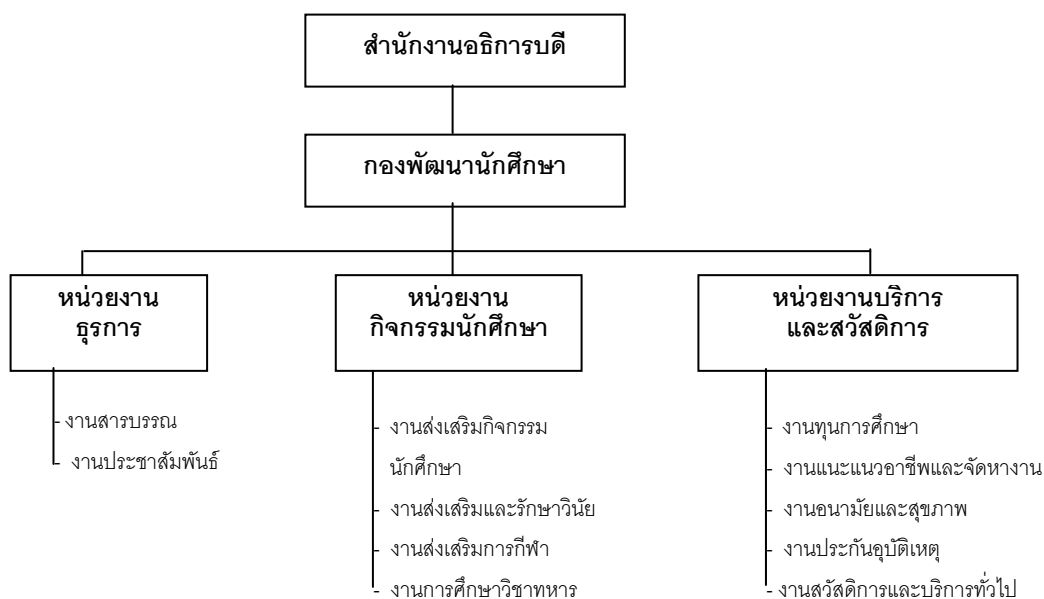 สำนักงานอธิการบดี
กองพัฒนานักศึกษา
หน่วยงาน
ธุรการ
- งานสารบรรณ
- งานประชาสัมพันธ์
หน่วยงาน
กิจกรรมนักศึกษา
- งานส่งเสริมกิจกรรม
นักศึกษา
- งานส่งเสริมและรักษาวินัย
- งานส่งเสริมการกีฬา
- งานการศึกษาวิชาทหาร
หน่วยงานบริการ
และสวัสดิการ
- งานทุนการศึกษา
- งานแนะแนวอาชีพและจัดหางาน
- งานอนามัยและสุขภาพ
- งานประกันอุบัติเหตุ
- งานสวัสดิการและบริการทั่วไป